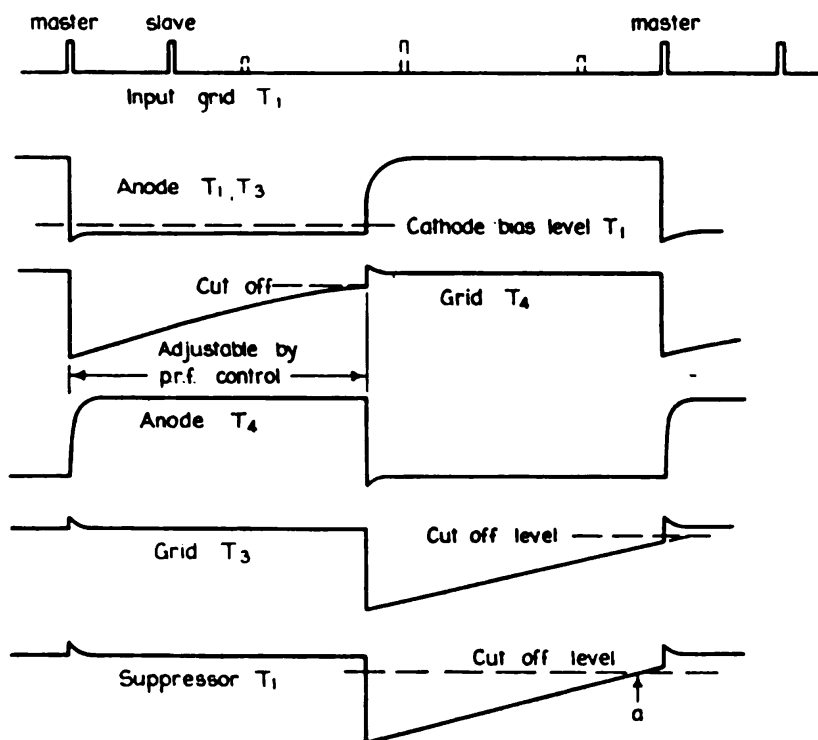 master slave master
Input grid T1
Anode T1, T3
Cathode bias level T1
Cut off
Grid T4
Adjustable by
p.r.f. control
Anode T4
Grid T3
Cut off level
Cut off level
Suppressor T1
a